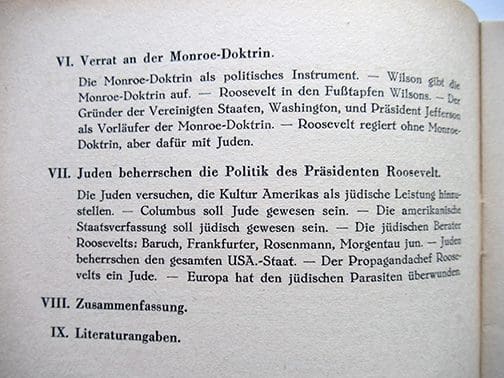 VI. Verrat an der Monroe-Doktrin.
Die Monroe-Doktrin als politisches Instrument. — Wilson gibt die
Monroe-Doktrin auf. — Roosevelt in den Fußtapfen Wilsons. — Der
Gründer der Vereinigten Staaten, Washington, und Präsident Jefferson
als Vorläufer der Monroe-Doktrin. — Roosevelt regiert ohne Monroe-
Doktrin, aber dafür mit Juden.
VII. Juden beherrschen die Politik des Präsidenten Roosevelt.
Die Juden versuchen, die Kultur Amerikas als jüdische Leistung hinzu-
stellen. — Columbus soll Jude gewesen sein. — Die amerikanische
Staatsverfassung soll jüdisch gewesen sein. — Die jüdischen Berater
Roosevelts: Baruch, Frankfurter, Rosenmann, Morgentau jun. — Juden
beherrschen den gesamten USA.-Staat. — Der Propagandachef Roose-
velts ein Jude. — Europa hat den jüdischen Parasiten überwunden
VIII. Zusammenfassung.
IX. Literaturangaben.